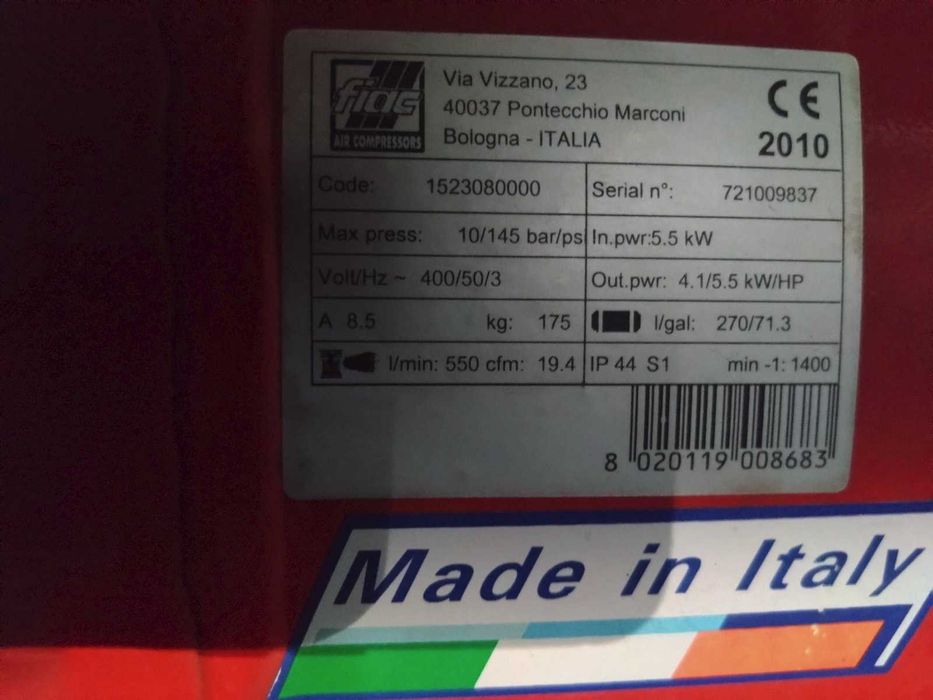 fiac
AIR COMPRESSORS
Via Vizzano, 23
40037 Pontecchio Marconi
Bologna - ITALIA
CE
2010
Code: 1523080000
Serial n°: 721009837
Max press: 10/145 bar/psi
In.pwr:5.5 kW
Volt/Hz ~ 400/50/3
Out.pwr: 4.1/5.5 kW/HP
A 8.5 kg: 175
l/gal: 270/71.3
l/min: 550 cfm: 19.4
IP 44 S1 min -1: 1400
8 020119 008683
Made in Italy